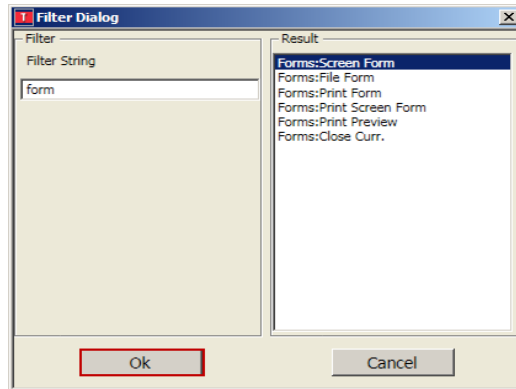 T Filter Dialog
Filter
Filter String
form
Result
Forms:Screen Form
Forms:File Form
Forms:Print Form
Forms:Print Screen Form
Forms:Print Preview
Forms:Close Curr.
Ok
Cancel